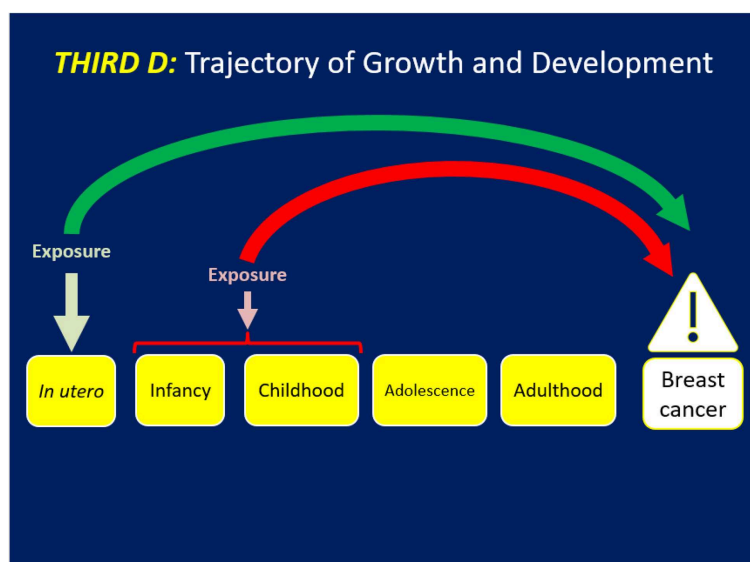 THIRD D: Trajectory of Growth and Development
Exposure
Exposure
In utero
Infancy
Childhood
Adolescence
Adulthood
Breast
cancer